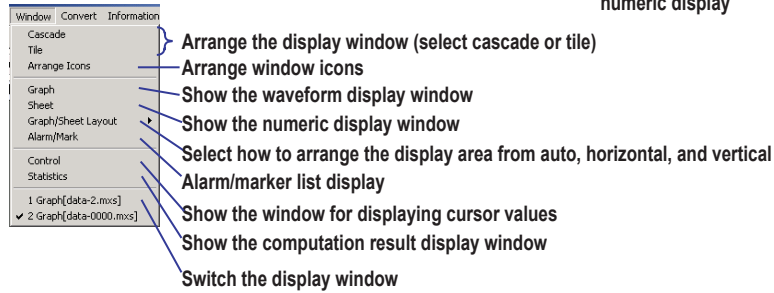 numeric display
Window Convert Information
Cascade
Tile
Arrange Icons
Graph
Sheet
Graph/Sheet Layout
Alarm/Mark
Control
Statistics
1 Graph[data-2.mxs]
✓ 2 Graph[data-0000.mxs]
Arrange the display window (select cascade or tile)
Arrange window icons
Show the waveform display window
Show the numeric display window
Select how to arrange the display area from auto, horizontal, and vertical
Alarm/marker list display
Show the window for displaying cursor values
Show the computation result display window
Switch the display window